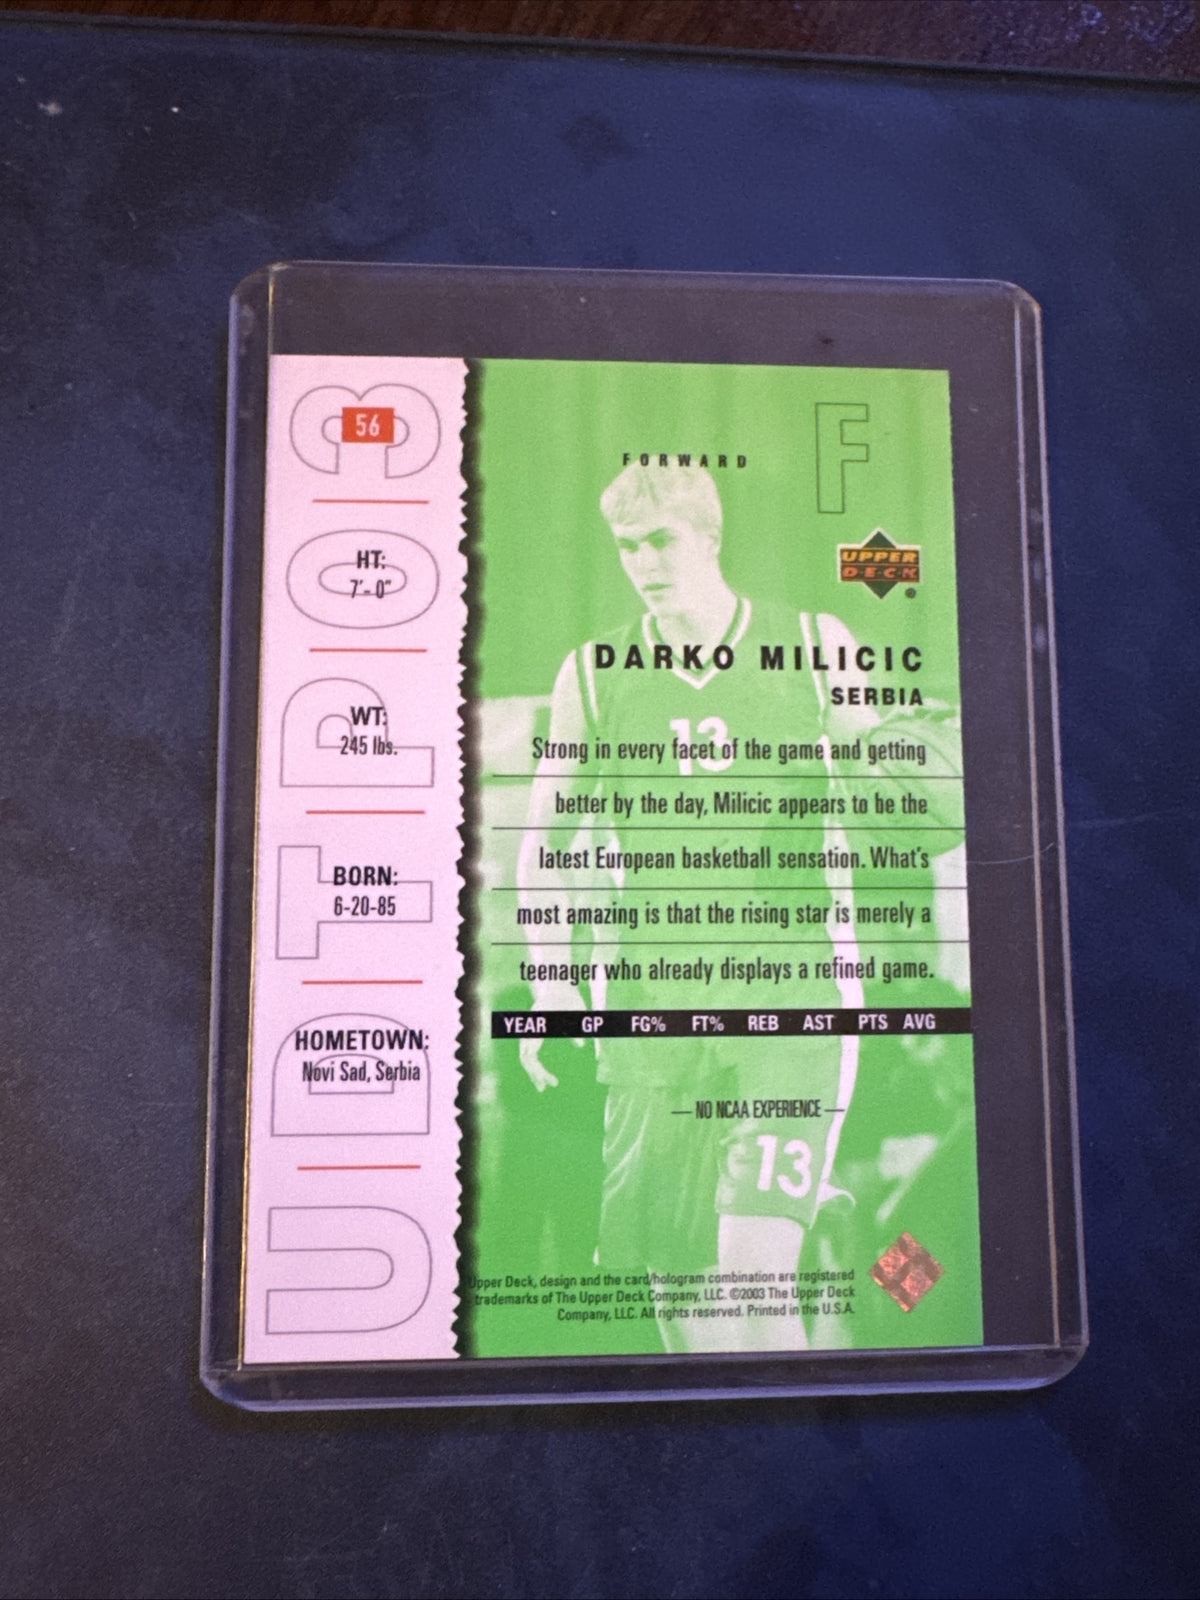 56
HT:
7'-0"
WT:
245 lbs.
BORN:
6-20-85
HOMETOWN:
Novi Sad, Serbia
UDTPC03
FORWARD
F
UPPER
D·E·C·K
®
DARKO MILICIC
SERBIA
13
Strong in every facet of the game and getting
better by the day, Milicic appears to be the
latest European basketball sensation. What's
most amazing is that the rising star is merely a
teenager who already displays a refined game.
YEAR GP FG% FT% REB AST PTS AVG
— NO NCAA EXPERIENCE —
13
Upper Deck, design and the card/hologram combination are registered
trademarks of The Upper Deck Company, LLC. ©2003 The Upper Deck
Company, LLC. All rights reserved. Printed in the U.S.A.